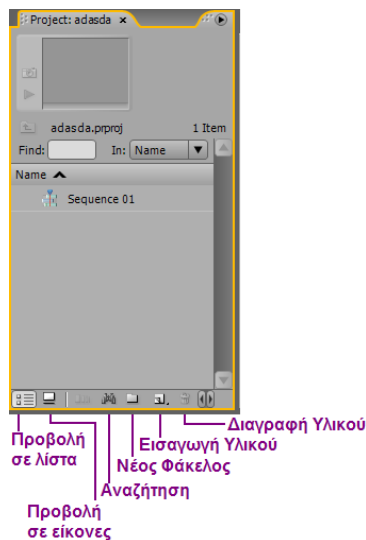 Project: adasda ×
adasda.prproj 1 Item
Find: In: Name
Name
Sequence 01
Διαγραφή Υλικού
Προβολή
σε λίστα
Εισαγωγή Υλικού
Νέος Φάκελος
Αναζήτηση
Προβολή
σε είκονες